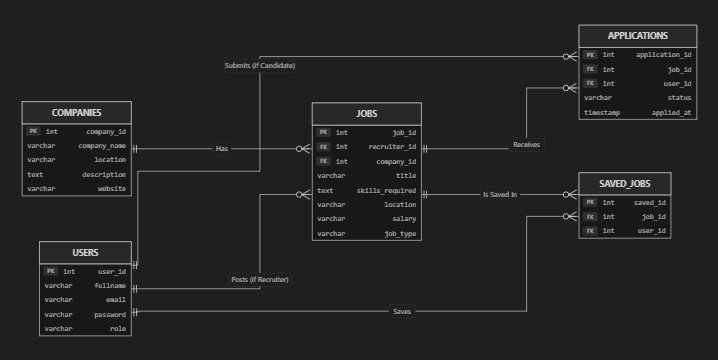 COMPANIES
PK int company_id
varchar company_name
varchar location
text description
varchar website
USERS
PK int user_id
varchar fullname
varchar email
varchar password
varchar role
JOBS
PK int job_id
FK int recruiter_id
FK int company_id
varchar title
text skills_required
varchar location
varchar salary
varchar job_type
APPLICATIONS
PK int application_id
FK int job_id
FK int user_id
varchar status
timestamp applied_at
SAVED_JOBS
PK int saved_id
FK int job_id
FK int user_id
Submits (if Candidate)
Has
Receives
Is Saved In
Posts (if Recruiter)
Saves